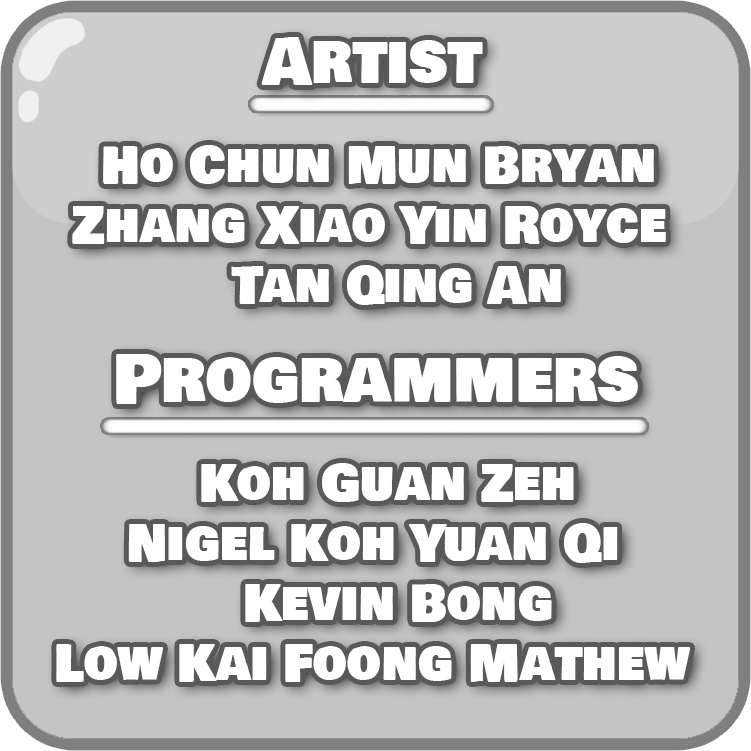 Artist
Ho Chun Mun Bryan
Zhang Xiao Yin Royce
Tan Qing An
Programmers
Koh Guan Zeh
Nigel Koh Yuan Qi
Kevin Bong
Low Kai Foong Mathew